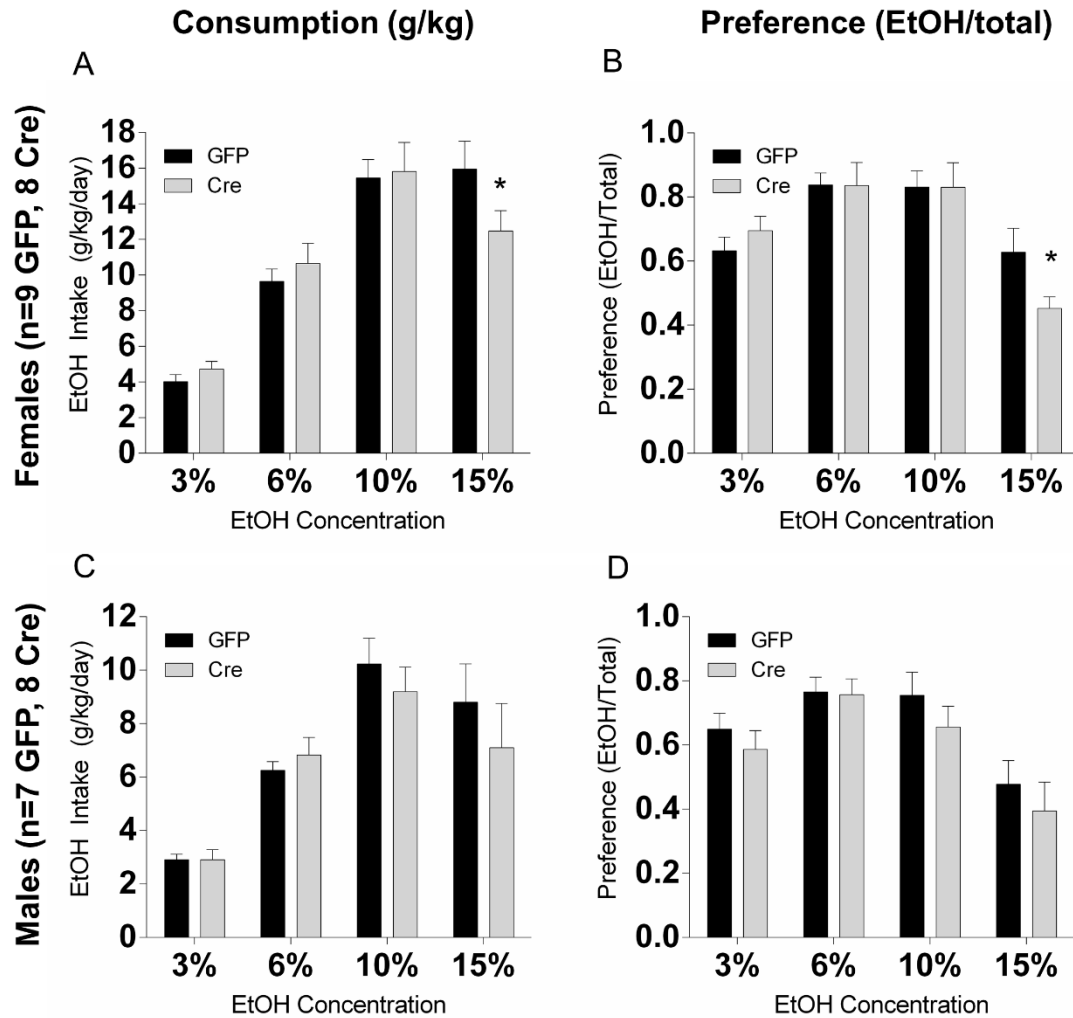 Consumption (g/kg)
Preference (EtOH/total)
Females (n=9 GFP, 8 Cre)
A
EtOH Intake (g/kg/day)
18
16
14
12
10
8
6
4
2
0
GFP
Cre
*
3% 6% 10% 15%
EtOH Concentration
B
Preference (EtOH/Total)
1.0
0.8
0.6
0.4
0.2
0.0
GFP
Cre
*
3% 6% 10% 15%
EtOH Concentration
Males (n=7 GFP, 8 Cre)
C
EtOH Intake (g/kg/day)
12
10
8
6
4
2
0
GFP
Cre
3% 6% 10% 15%
EtOH Concentration
D
Preference (EtOH/Total)
1.0
0.8
0.6
0.4
0.2
0.0
GFP
Cre
3% 6% 10% 15%
EtOH Concentration